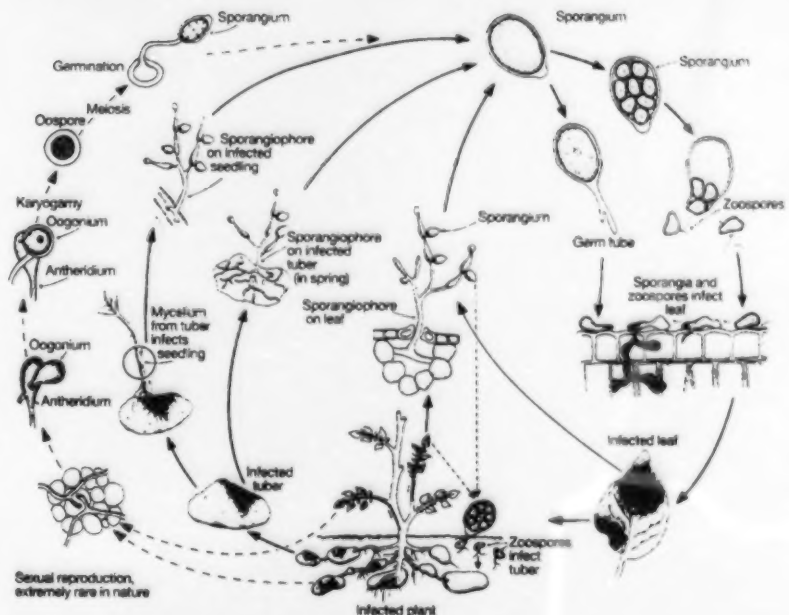 Sporangium
Germination
Meiosis
Oospore
Karyogamy
Oogonium
Antheridium
Oogonium
Antheridium
Sexual reproduction,
extremely rare in nature
Sporangiophore
on infected
seedling
Mycelium
from tuber
infects
seedling
Sporangiophore
on infected
tuber
(in spring)
Infected
tuber
Sporangium
Sporangiophore
on leaf
Zoospores
infect
tuber
Infected plant
Sporangium
Sporangium
Germ tube
Zoospores
Sporangia and
zoospores infect
leaf
Infected leaf